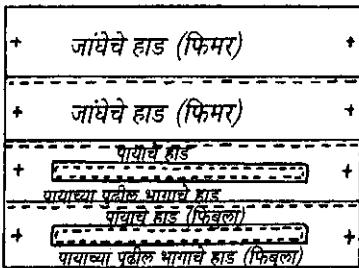 जांघेचे हाड (फिमर)
जांघेचे हाड (फिमर)
पायाचे हाड
पायाच्या पुढील भागाचे हाड
पायाचे हाड (फिबुला)
पायाच्या पुढील भागाचे हाड (फिबुला)